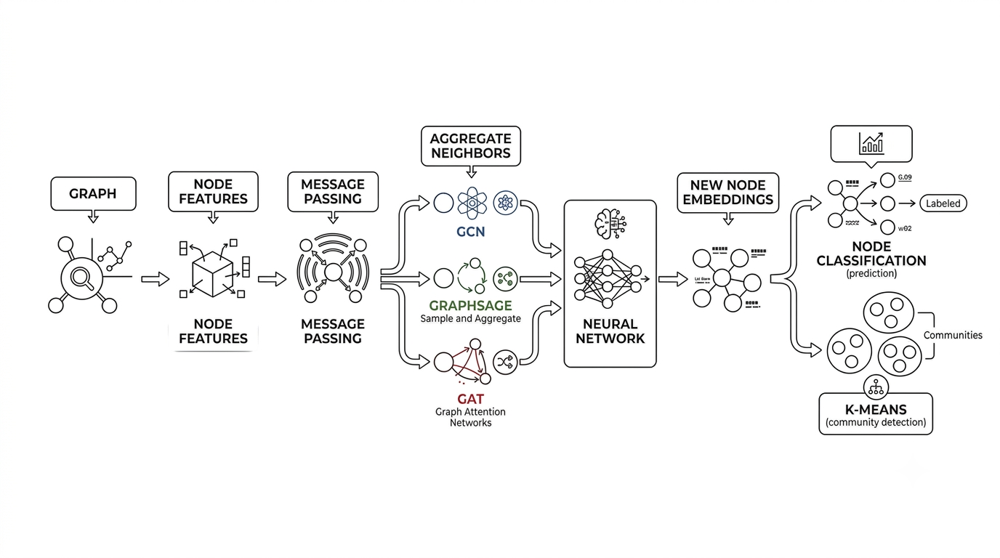 GRAPH
NODE
FEATURES
NODE
FEATURES
MESSAGE
PASSING
MESSAGE
PASSING
AGGREGATE
NEIGHBORS
GCN
GRAPHSAGE
Sample and Aggregate
GAT
Graph Attention
Networks
NEURAL
NETWORK
NEW NODE
EMBEDDINGS
G.09
Labeled
w02
NODE
CLASSIFICATION
(prediction)
Communities
K-MEANS
(community detection)